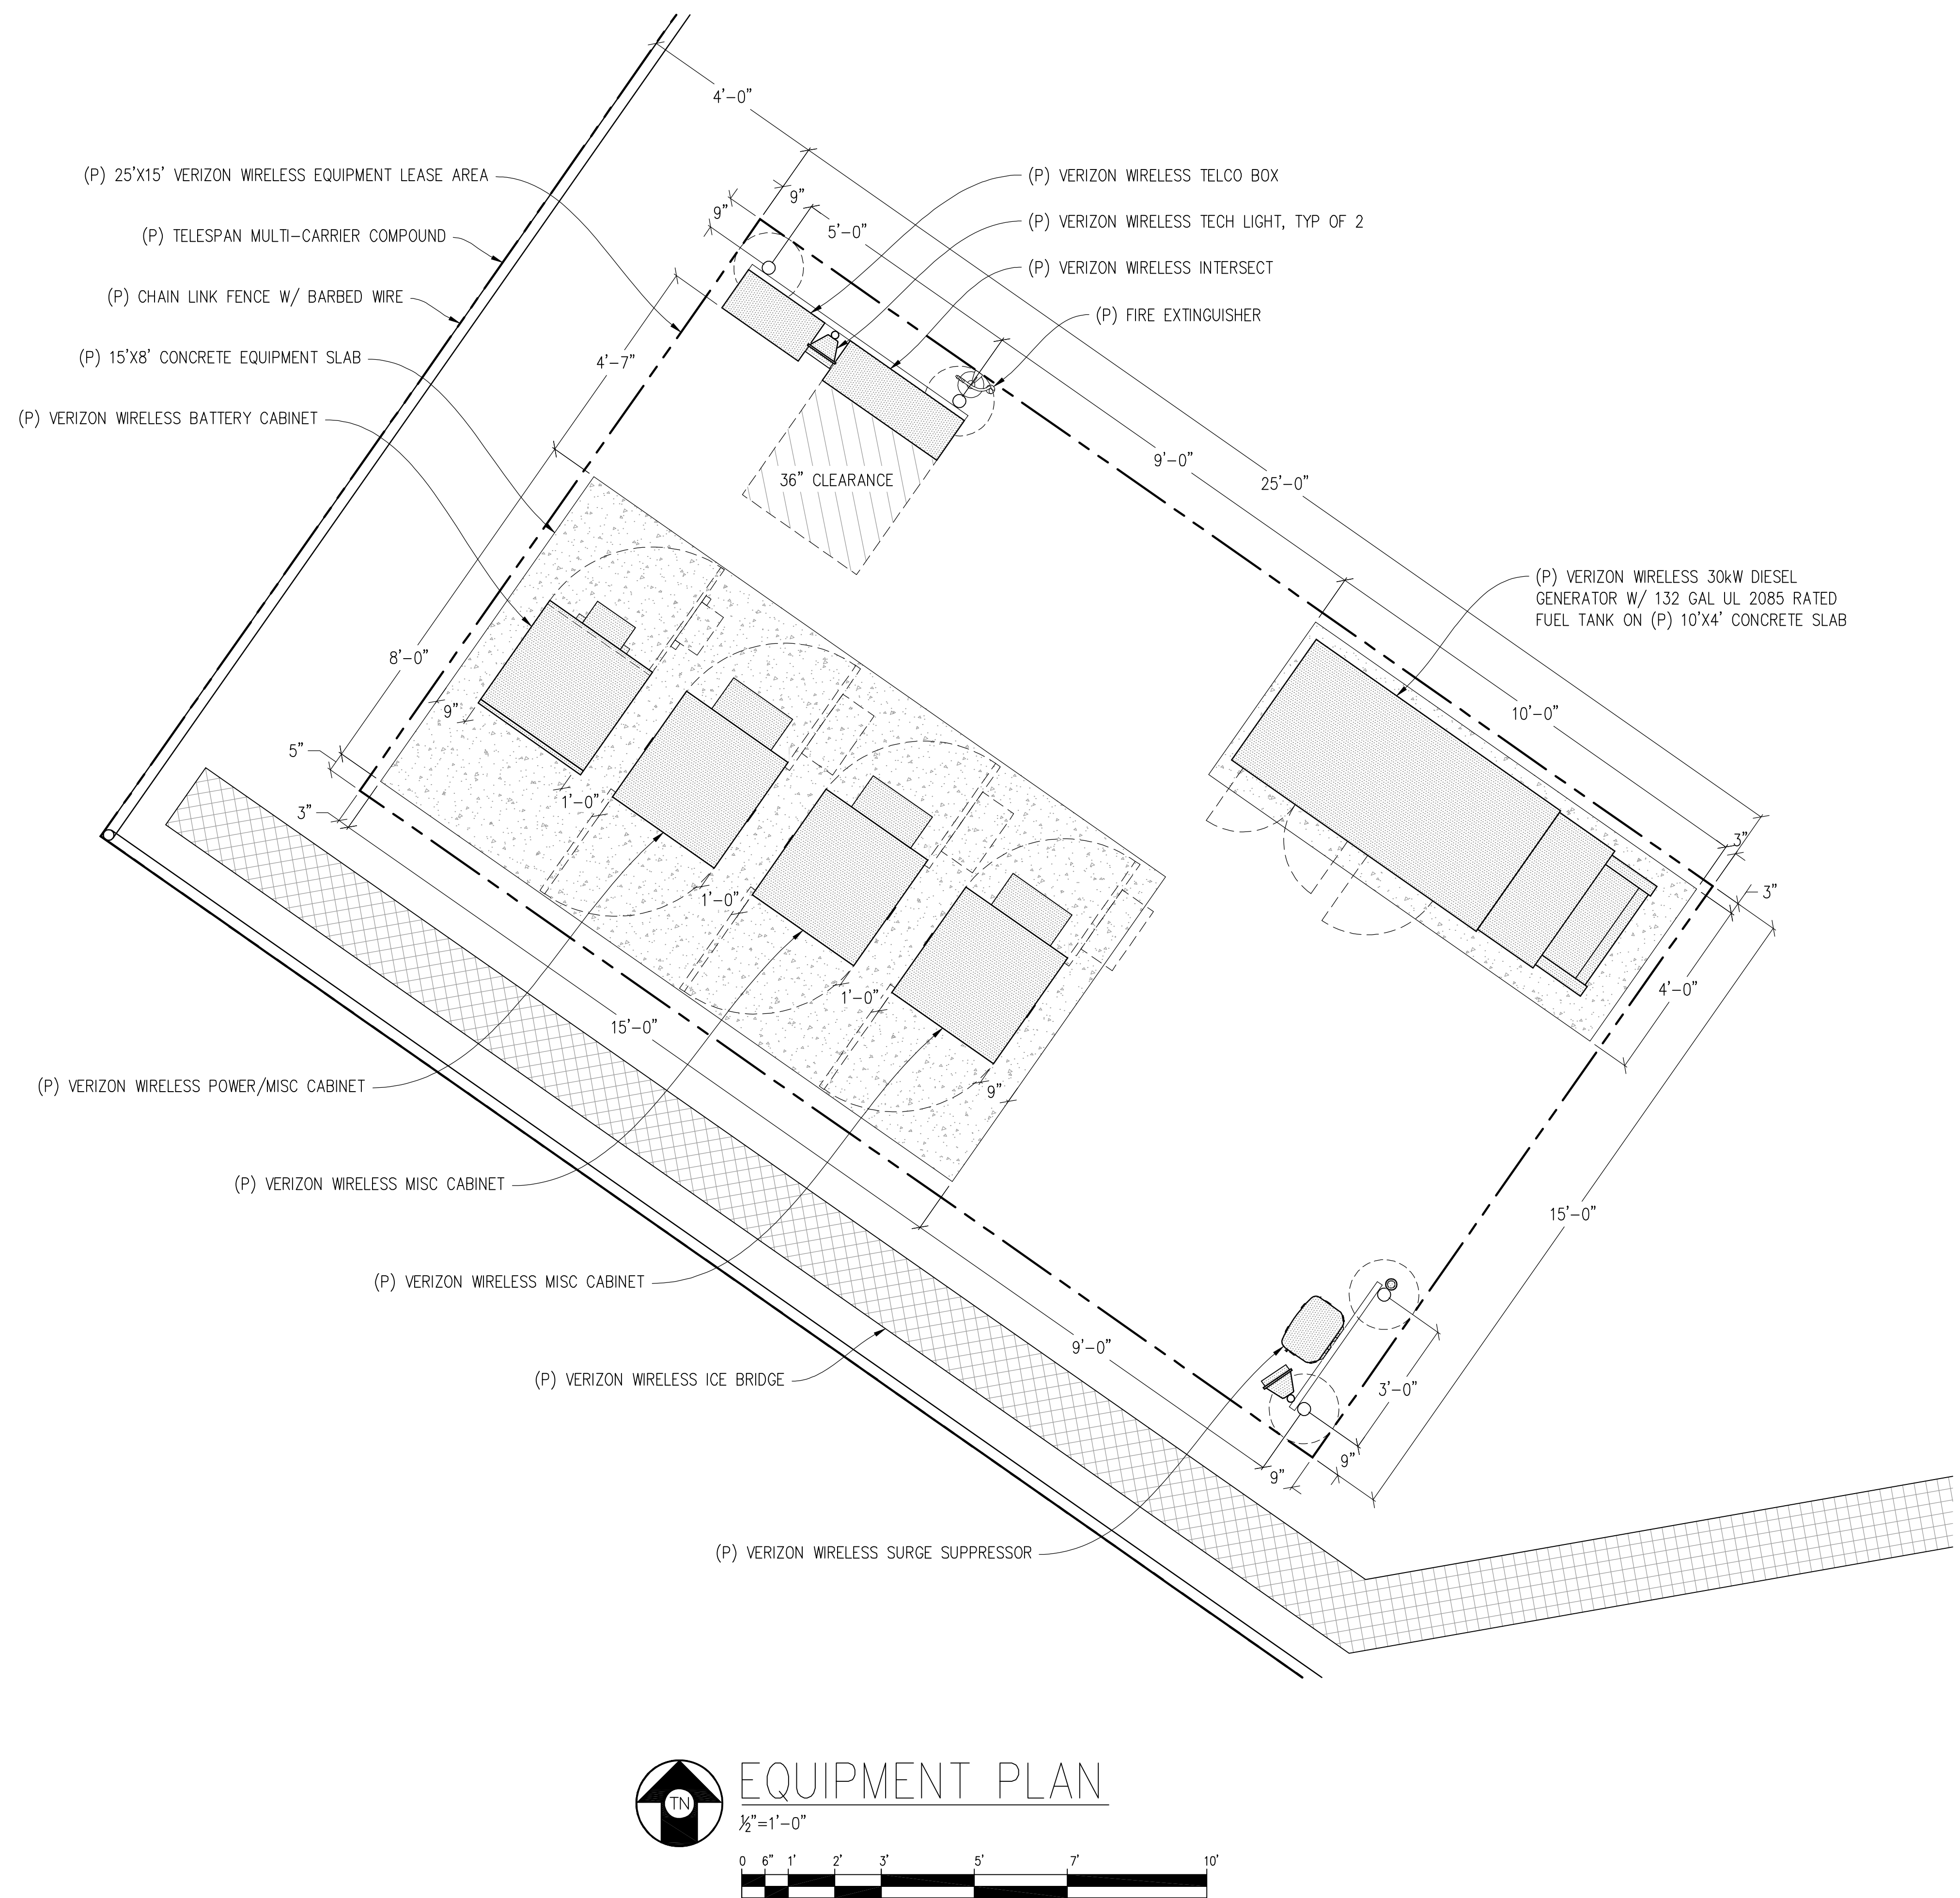 4'-0"
(P) 25'X15' VERIZON WIRELESS EQUIPMENT LEASE AREA
(P) TELESPAN MULTI-CARRIER COMPOUND
(P) CHAIN LINK FENCE W/ BARBED WIRE
(P) 15'X8' CONCRETE EQUIPMENT SLAB
(P) VERIZON WIRELESS BATTERY CABINET
(P) VERIZON WIRELESS TELCO BOX
(P) VERIZON WIRELESS TECH LIGHT, TYP OF 2
(P) VERIZON WIRELESS INTERSECT
(P) FIRE EXTINGUISHER
9"
9"
5'-0"
4'-7"
9'-0"
25'-0"
36" CLEARANCE
(P) VERIZON WIRELESS 30kW DIESEL
GENERATOR W/ 132 GAL UL 2085 RATED
FUEL TANK ON (P) 10'X4' CONCRETE SLAB
8'-0"
10'-0"
9"
5"
3"
1'-0"
3"
3"
1'-0"
4'-0"
1'-0"
15'-0"
9"
(P) VERIZON WIRELESS POWER/MISC CABINET
(P) VERIZON WIRELESS MISC CABINET
15'-0"
(P) VERIZON WIRELESS MISC CABINET
9'-0"
(P) VERIZON WIRELESS ICE BRIDGE
3'-0"
9"
9"
(P) VERIZON WIRELESS SURGE SUPPRESSOR
TN
EQUIPMENT PLAN
½"=1'-0"
0 6" 1' 2' 3' 5' 7' 10'